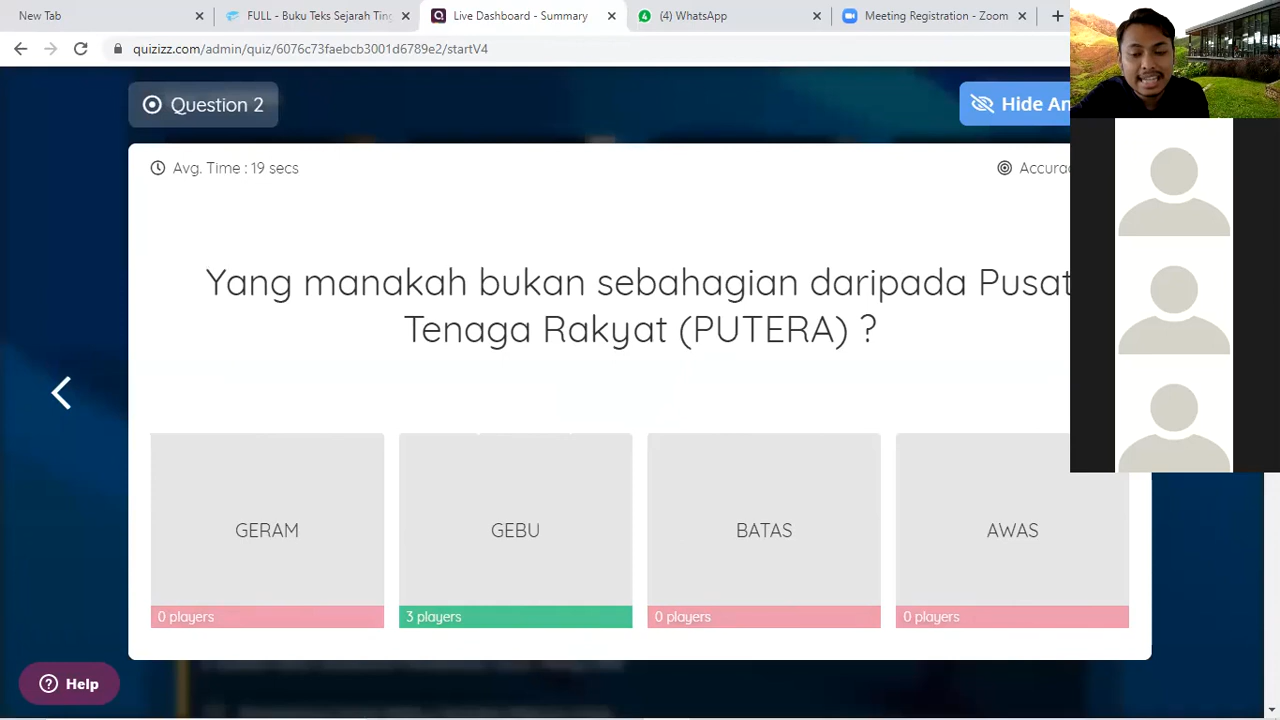 New Tab
FULL - Buku Teks Sejarah Ting
Live Dashboard - Summary
4
(4) WhatsApp
Meeting Registration - Zoom
quizizz.com/admin/quiz/6076c73faebcb3001d6789e2/startV4
Question 2
Hide An
Avg. Time : 19 secs
Accurac
Yang manakah bukan sebahagian daripada Pusat
Tenaga Rakyat (PUTERA) ?
GERAM
GEBU
BATAS
AWAS
0 players
3 players
0 players
0 players
Help